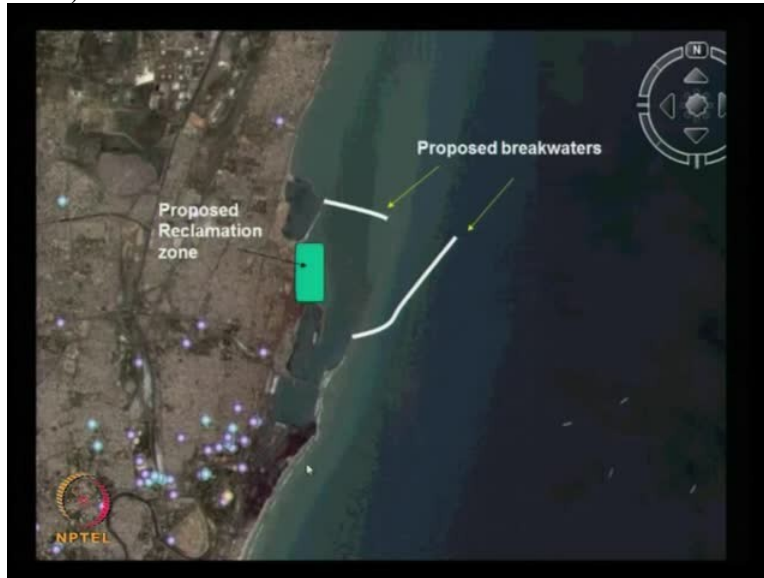 N
Proposed breakwaters
Proposed
Reclamation
zone
NPTEL